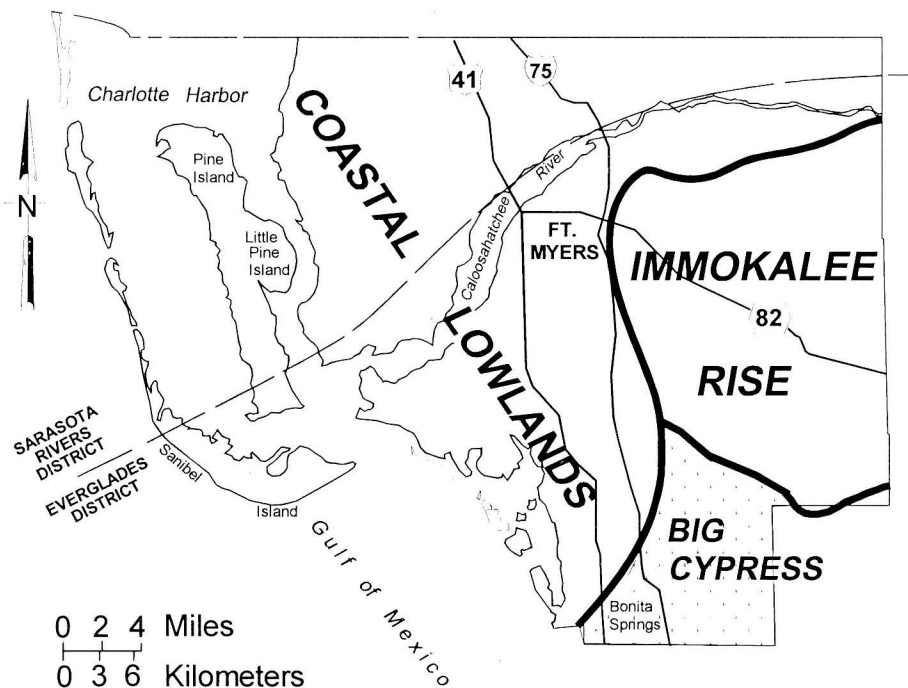 75
41
Charlotte Harbor
COASTAL
Pine
Island
River
N
Little
Pine
Island
Caloosahatchee
FT.
MYERS
IMMOKALEE
82
LOWLANDS
RISE
SARASOTA
RIVERS
DISTRICT
EVERGLADES
DISTRICT
Sanibel
Island
Gulf of Mexico
BIG
CYPRESS
Bonita
Springs
0 2 4 Miles
0 3 6 Kilometers